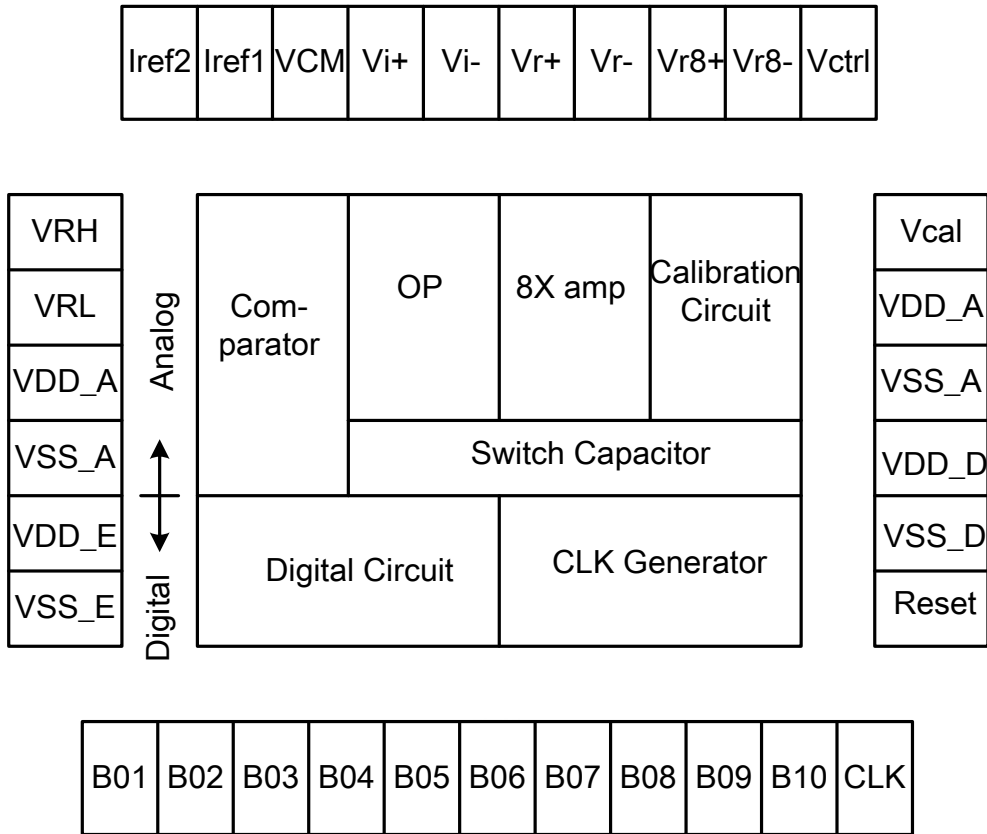 Iref2 Iref1 VCM Vi+ Vi- Vr+ Vr- Vr8+ Vr8- Vctrl
VRH
VRL
VDD_A
VSS_A
VDD_E
VSS_E
Analog
Digital
Com-
parator
OP
8X amp
Calibration
Circuit
Switch Capacitor
Digital Circuit
CLK Generator
Vcal
VDD_A
VSS_A
VDD_D
VSS_D
Reset
B01 B02 B03 B04 B05 B06 B07 B08 B09 B10 CLK